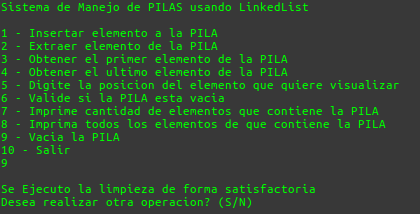 Sistema de Manejo de PILAS usando LinkedList
1 - Insertar elemento a la PILA
2 - Extraer elemento de la PILA
3 - Obtener el primer elemento de la PILA
4 - Obtener el ultimo elemento de la PILA
5 - Digite la posicion del elemento que quiere visualizar
6 - Valide si la PILA esta vacia
7 - Imprime cantidad de elementos que contiene la PILA
8 - Imprima todos los elementos de que contiene la PILA
9 - Vacia la PILA
10 - Salir
9
Se Ejecuto la limpieza de forma satisfactoria
Desea realizar otra operacion? (S/N)